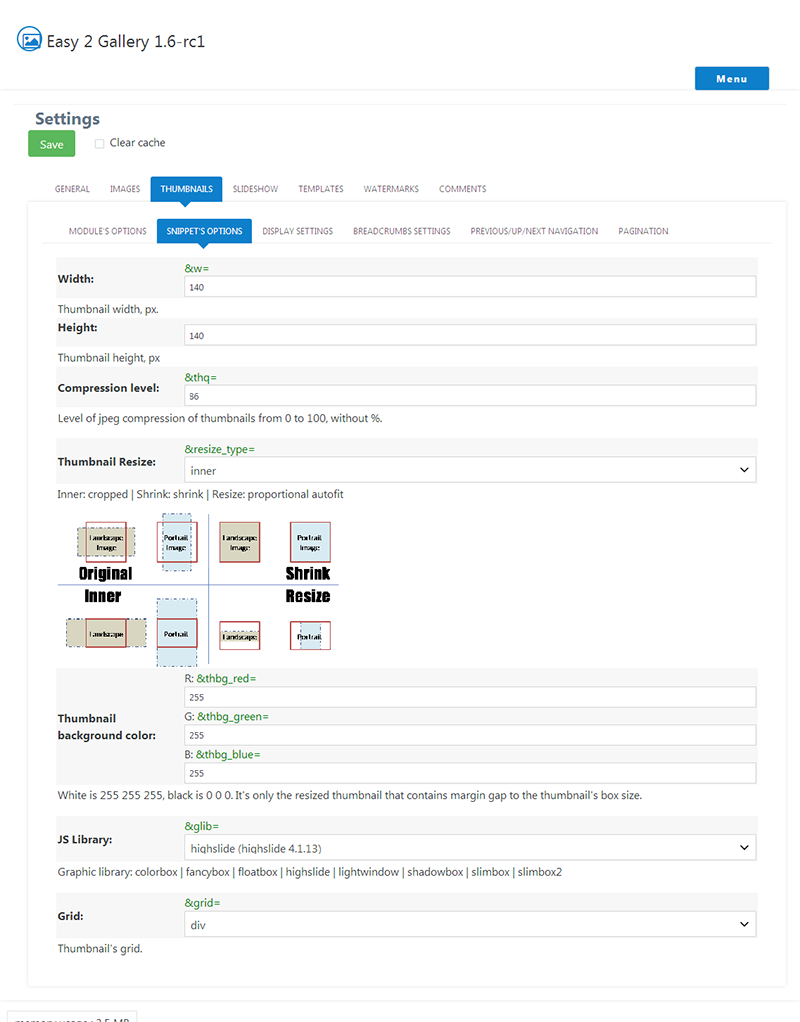 Easy 2 Gallery 1.6-rc1
Menu
Settings
Save
Clear cache
GENERAL IMAGES THUMBNAILS SLIDESHOW TEMPLATES WATERMARKS COMMENTS
MODULE'S OPTIONS SNIPPET'S OPTIONS DISPLAY SETTINGS BREADCRUMBS SETTINGS PREVIOUS/UP/NEXT NAVIGATION PAGINATION
&w=
Width:
140
Thumbnail width, px.
Height:
140
Thumbnail height, px
&thq=
Compression level:
86
Level of jpeg compression of thumbnails from 0 to 100, without %.
&resize_type=
Thumbnail Resize:
inner
Inner: cropped | Shrink: shrink | Resize: proportional autofit
Landscape Image
Portrait Image
Landscape Image
Portrait Image
Original
Shrink
Inner
Resize
Landscape
Portrait
Landscape
Portrait
R: &thbg_red=
255
G: &thbg_green=
Thumbnail background color:
255
B: &thbg_blue=
255
White is 255 255 255, black is 0 0 0. It's only the resized thumbnail that contains margin gap to the thumbnail's box size.
&glib=
JS Library:
highslide (highslide 4.1.13)
Graphic library: colorbox | fancybox | floatbox | highslide | lightwindow | shadowbox | slimbox | slimbox2
&grid=
Grid:
div
Thumbnail's grid.
memory usage : 3.5 MB